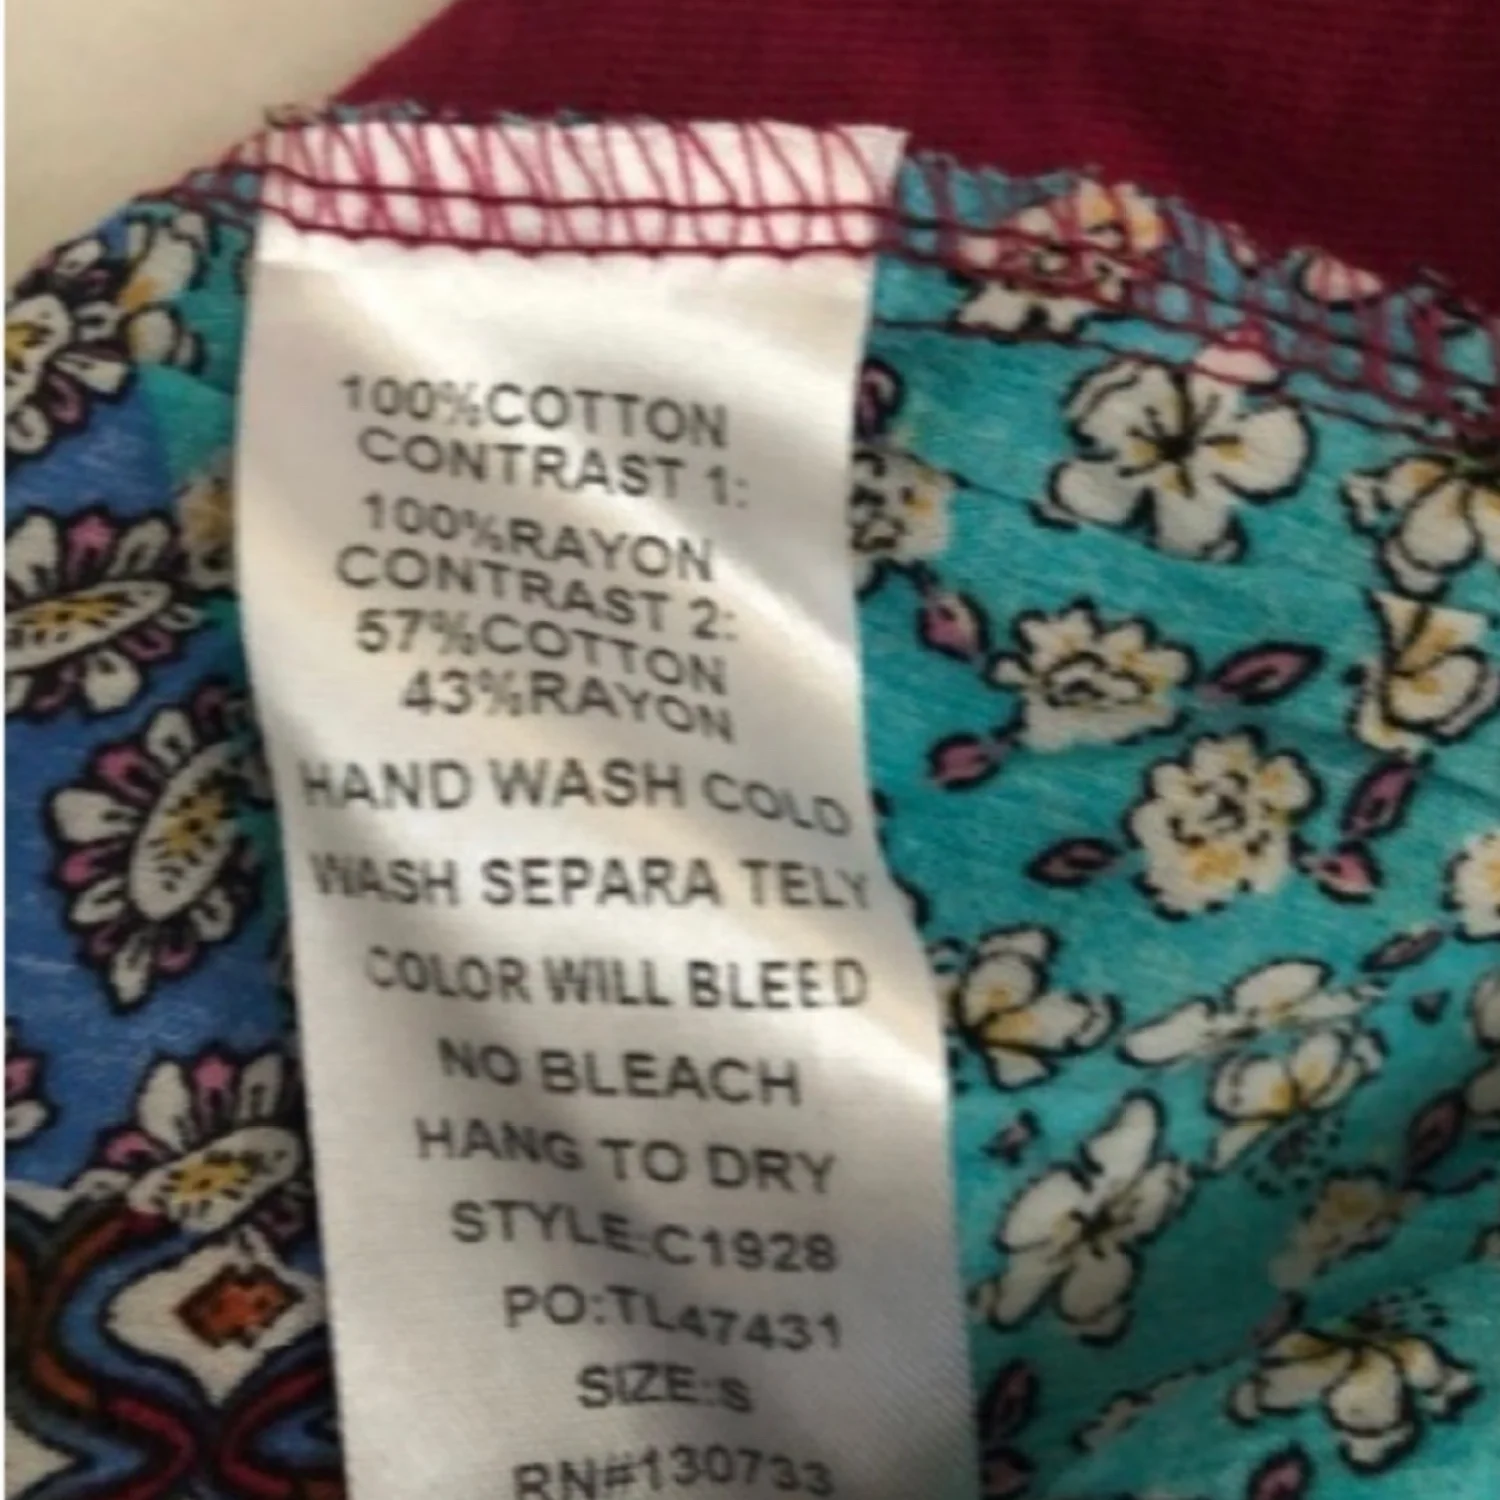 100%COTTON
CONTRAST 1:
100%RAYON
CONTRAST 2:
57%COTTON
43%RAYON
HAND WASH COLD
WASH SEPARA TELY
COLOR WILL BLEED
NO BLEACH
HANG TO DRY
STYLE:C1928
PO:TL47431
SIZE:S
RN#130733